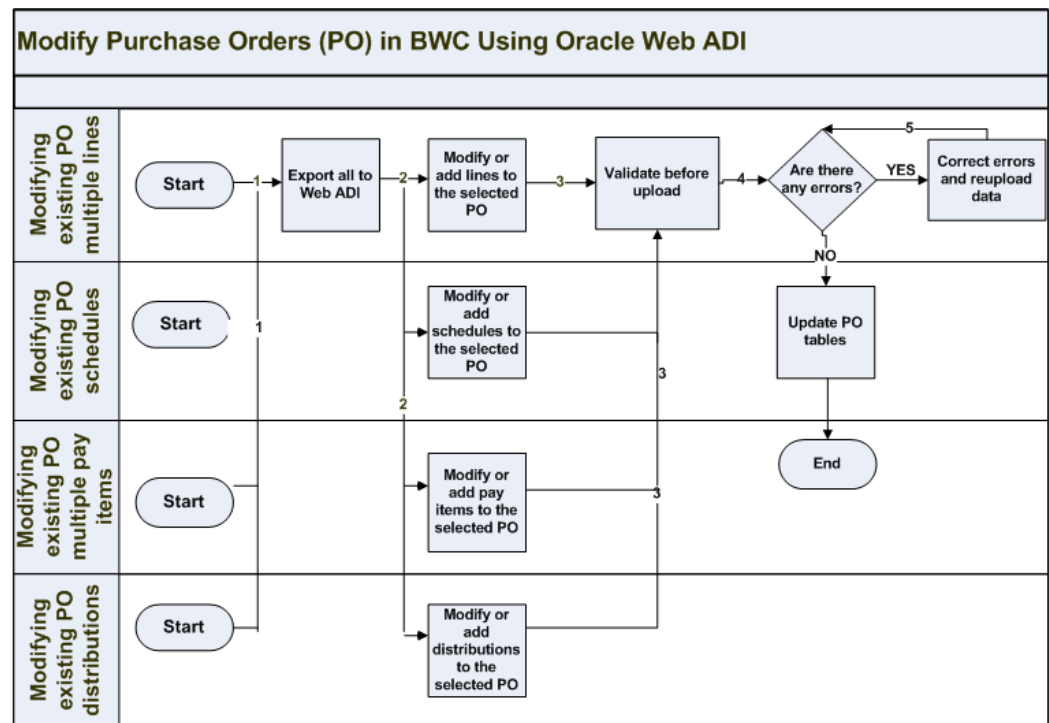 Modify Purchase Orders (PO) in BWC Using Oracle Web ADI
Modifying
existing PO
multiple lines
Start
1
Export all to
Web ADI
2
Modify or
add lines to
the selected
PO
3
Validate before
upload
4
Are there
any errors?
YES
5
Correct errors
and reupload
data
NO
Modifying
existing PO
schedules
Start
1
2
Modify or
add
schedules to
the selected
PO
3
Update PO
tables
Modifying
existing PO
multiple pay
items
Start
Modify or
add pay
items to the
selected PO
3
End
Modifying
existing PO
distributions
Start
Modify or
add
distributions
to the
selected PO